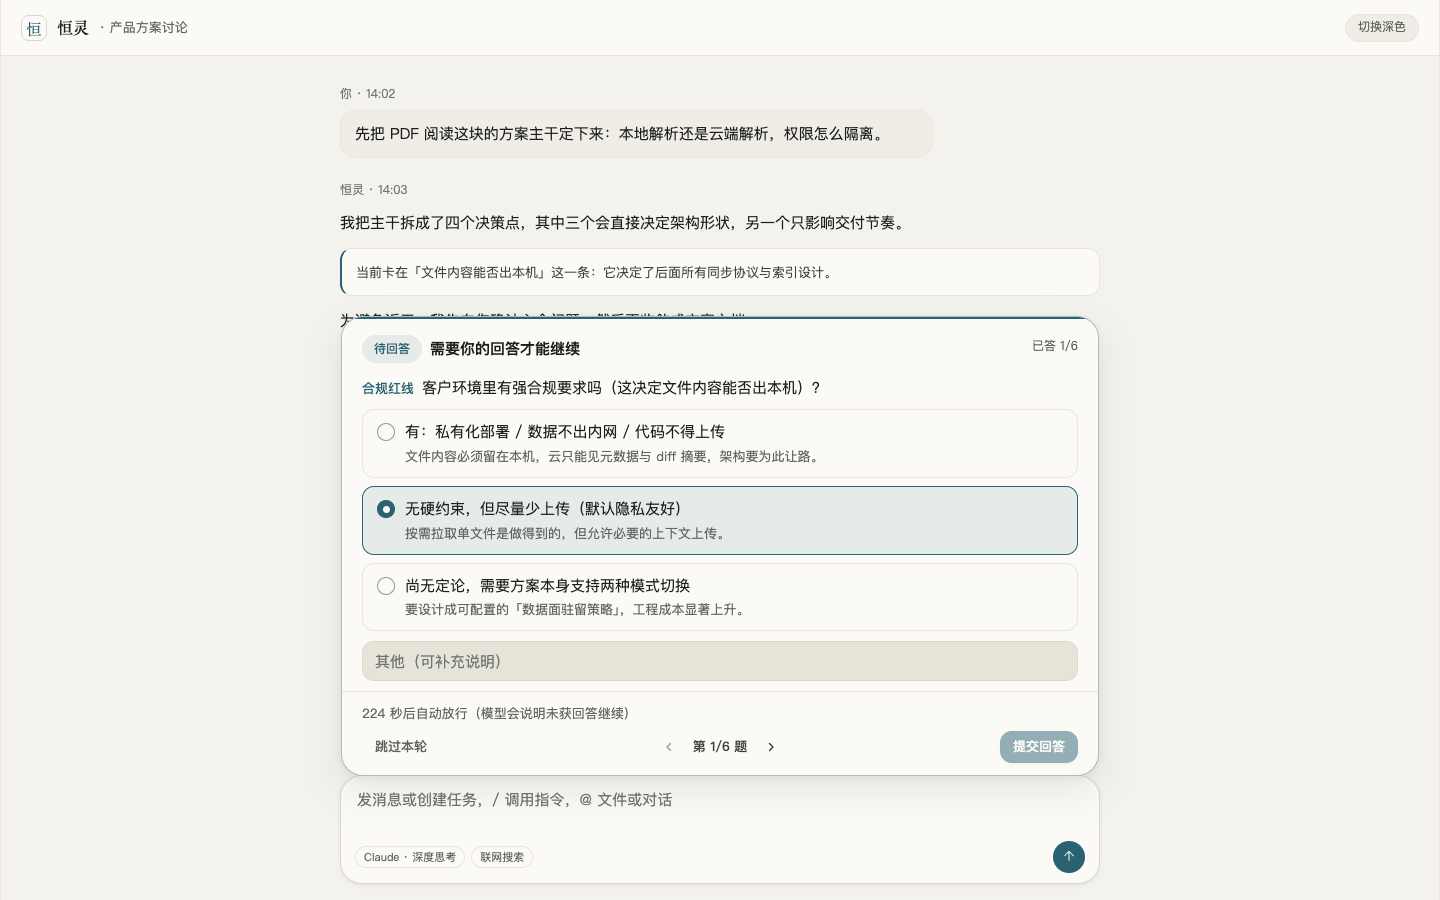 恒 恒灵 · 产品方案讨论
切换深色
你 · 14:02
先把 PDF 阅读这块的方案主干定下来：本地解析还是云端解析，权限怎么隔离。
恒灵 · 14:03
我把主干拆成了四个决策点，其中三个会直接决定架构形状，另一个只影响交付节奏。
当前卡在「文件内容能否出本机」这一条：它决定了后面所有同步协议与索引设计。
待回答 需要你的回答才能继续
已答 1/6
合规红线 客户环境里有强合规要求吗（这决定文件内容能否出本机）?
有：私有化部署 / 数据不出内网 / 代码不得上传
文件内容必须留在本机，云只能见元数据与 diff 摘要，架构要为此让路。
无硬约束，但尽量少上传（默认隐私友好）
按需拉取单文件是做得到的，但允许必要的上下文上传。
尚无定论，需要方案本身支持两种模式切换
要设计成可配置的「数据面驻留策略」，工程成本显著上升。
其他（可补充说明）
224 秒后自动放行（模型会说明未获回答继续）
跳过本轮
第 1/6 题
提交回答
发消息或创建任务，/ 调用指令，@ 文件或对话
Claude · 深度思考
联网搜索